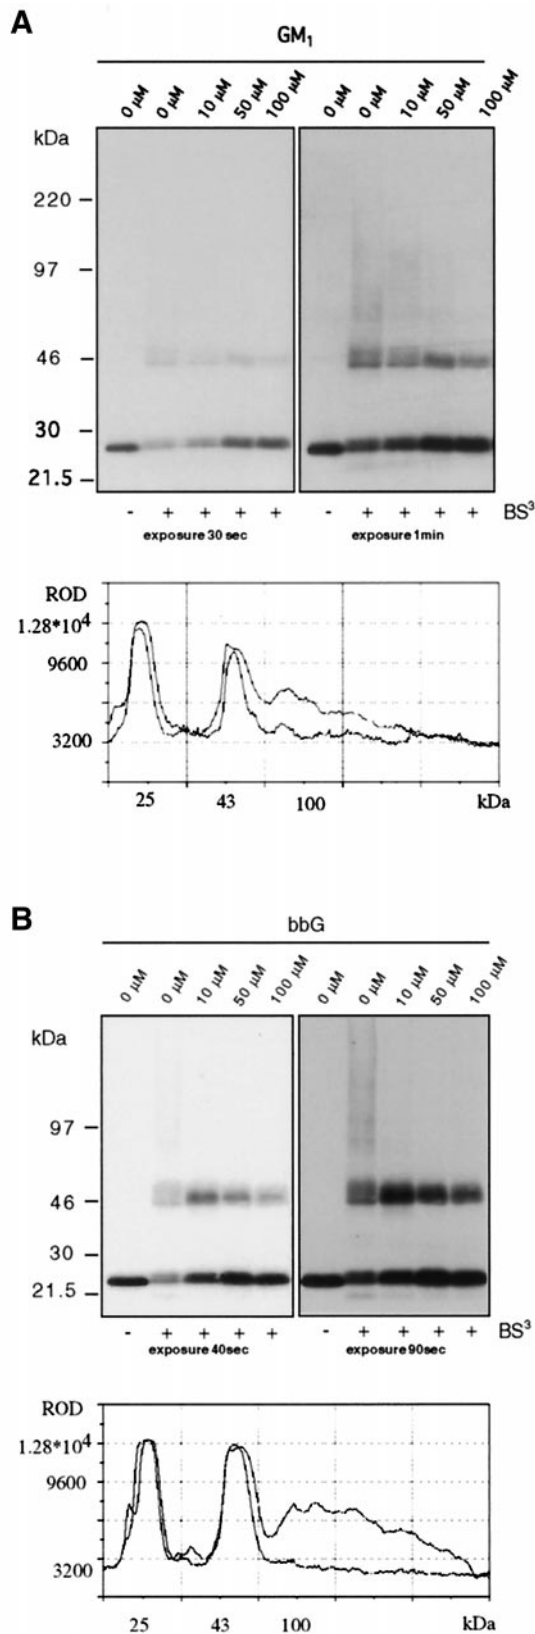 A
GM1
0 µM 0 µM 10 µM 50 µM 100 µM 0 µM 0 µM 10 µM 50 µM 100 µM
kDa
220
97
46
30
21.5
- + + + + - + + + + BS3
exposure 30 sec exposure 1min
ROD
1.28*104
9600
3200
25 43 100 kDa
B
bbG
0 µM 0 µM 10 µM 50 µM 100 µM 0 µM 0 µM 10 µM 50 µM 100 µM
kDa
97
46
30
21.5
- + + + + - + + + + BS3
exposure 40sec exposure 90sec
ROD
1.28*104
9600
3200
25 43 100 kDa